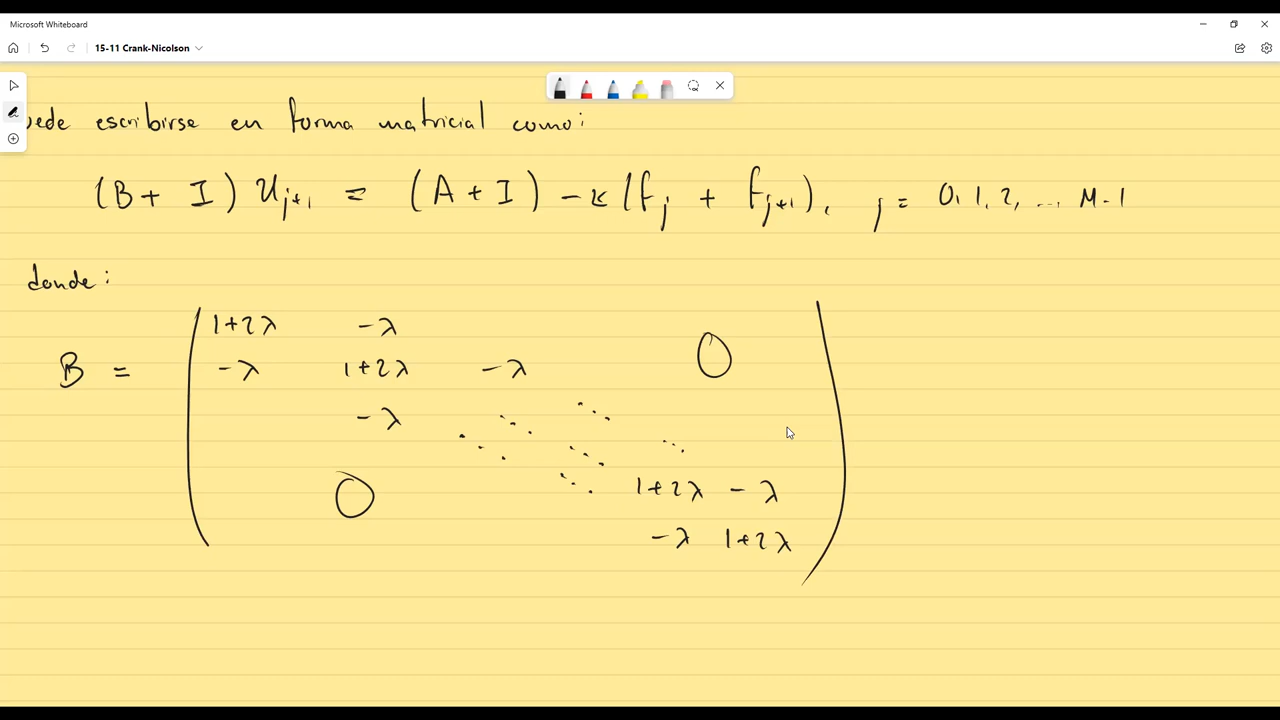 Microsoft Whiteboard
15-11 Crank-Nicolson
uede escribirse en forma matricial como:
(B + I) U_{j+1} = (A + I) - k (f_j + f_{j+1}), j = 0, 1, 2, ... M-1
donde:
1+2λ -λ
B = -λ 1+2λ -λ 0
-λ ⋱ ⋱ ⋱
0 1+2λ -λ
-λ 1+2λ